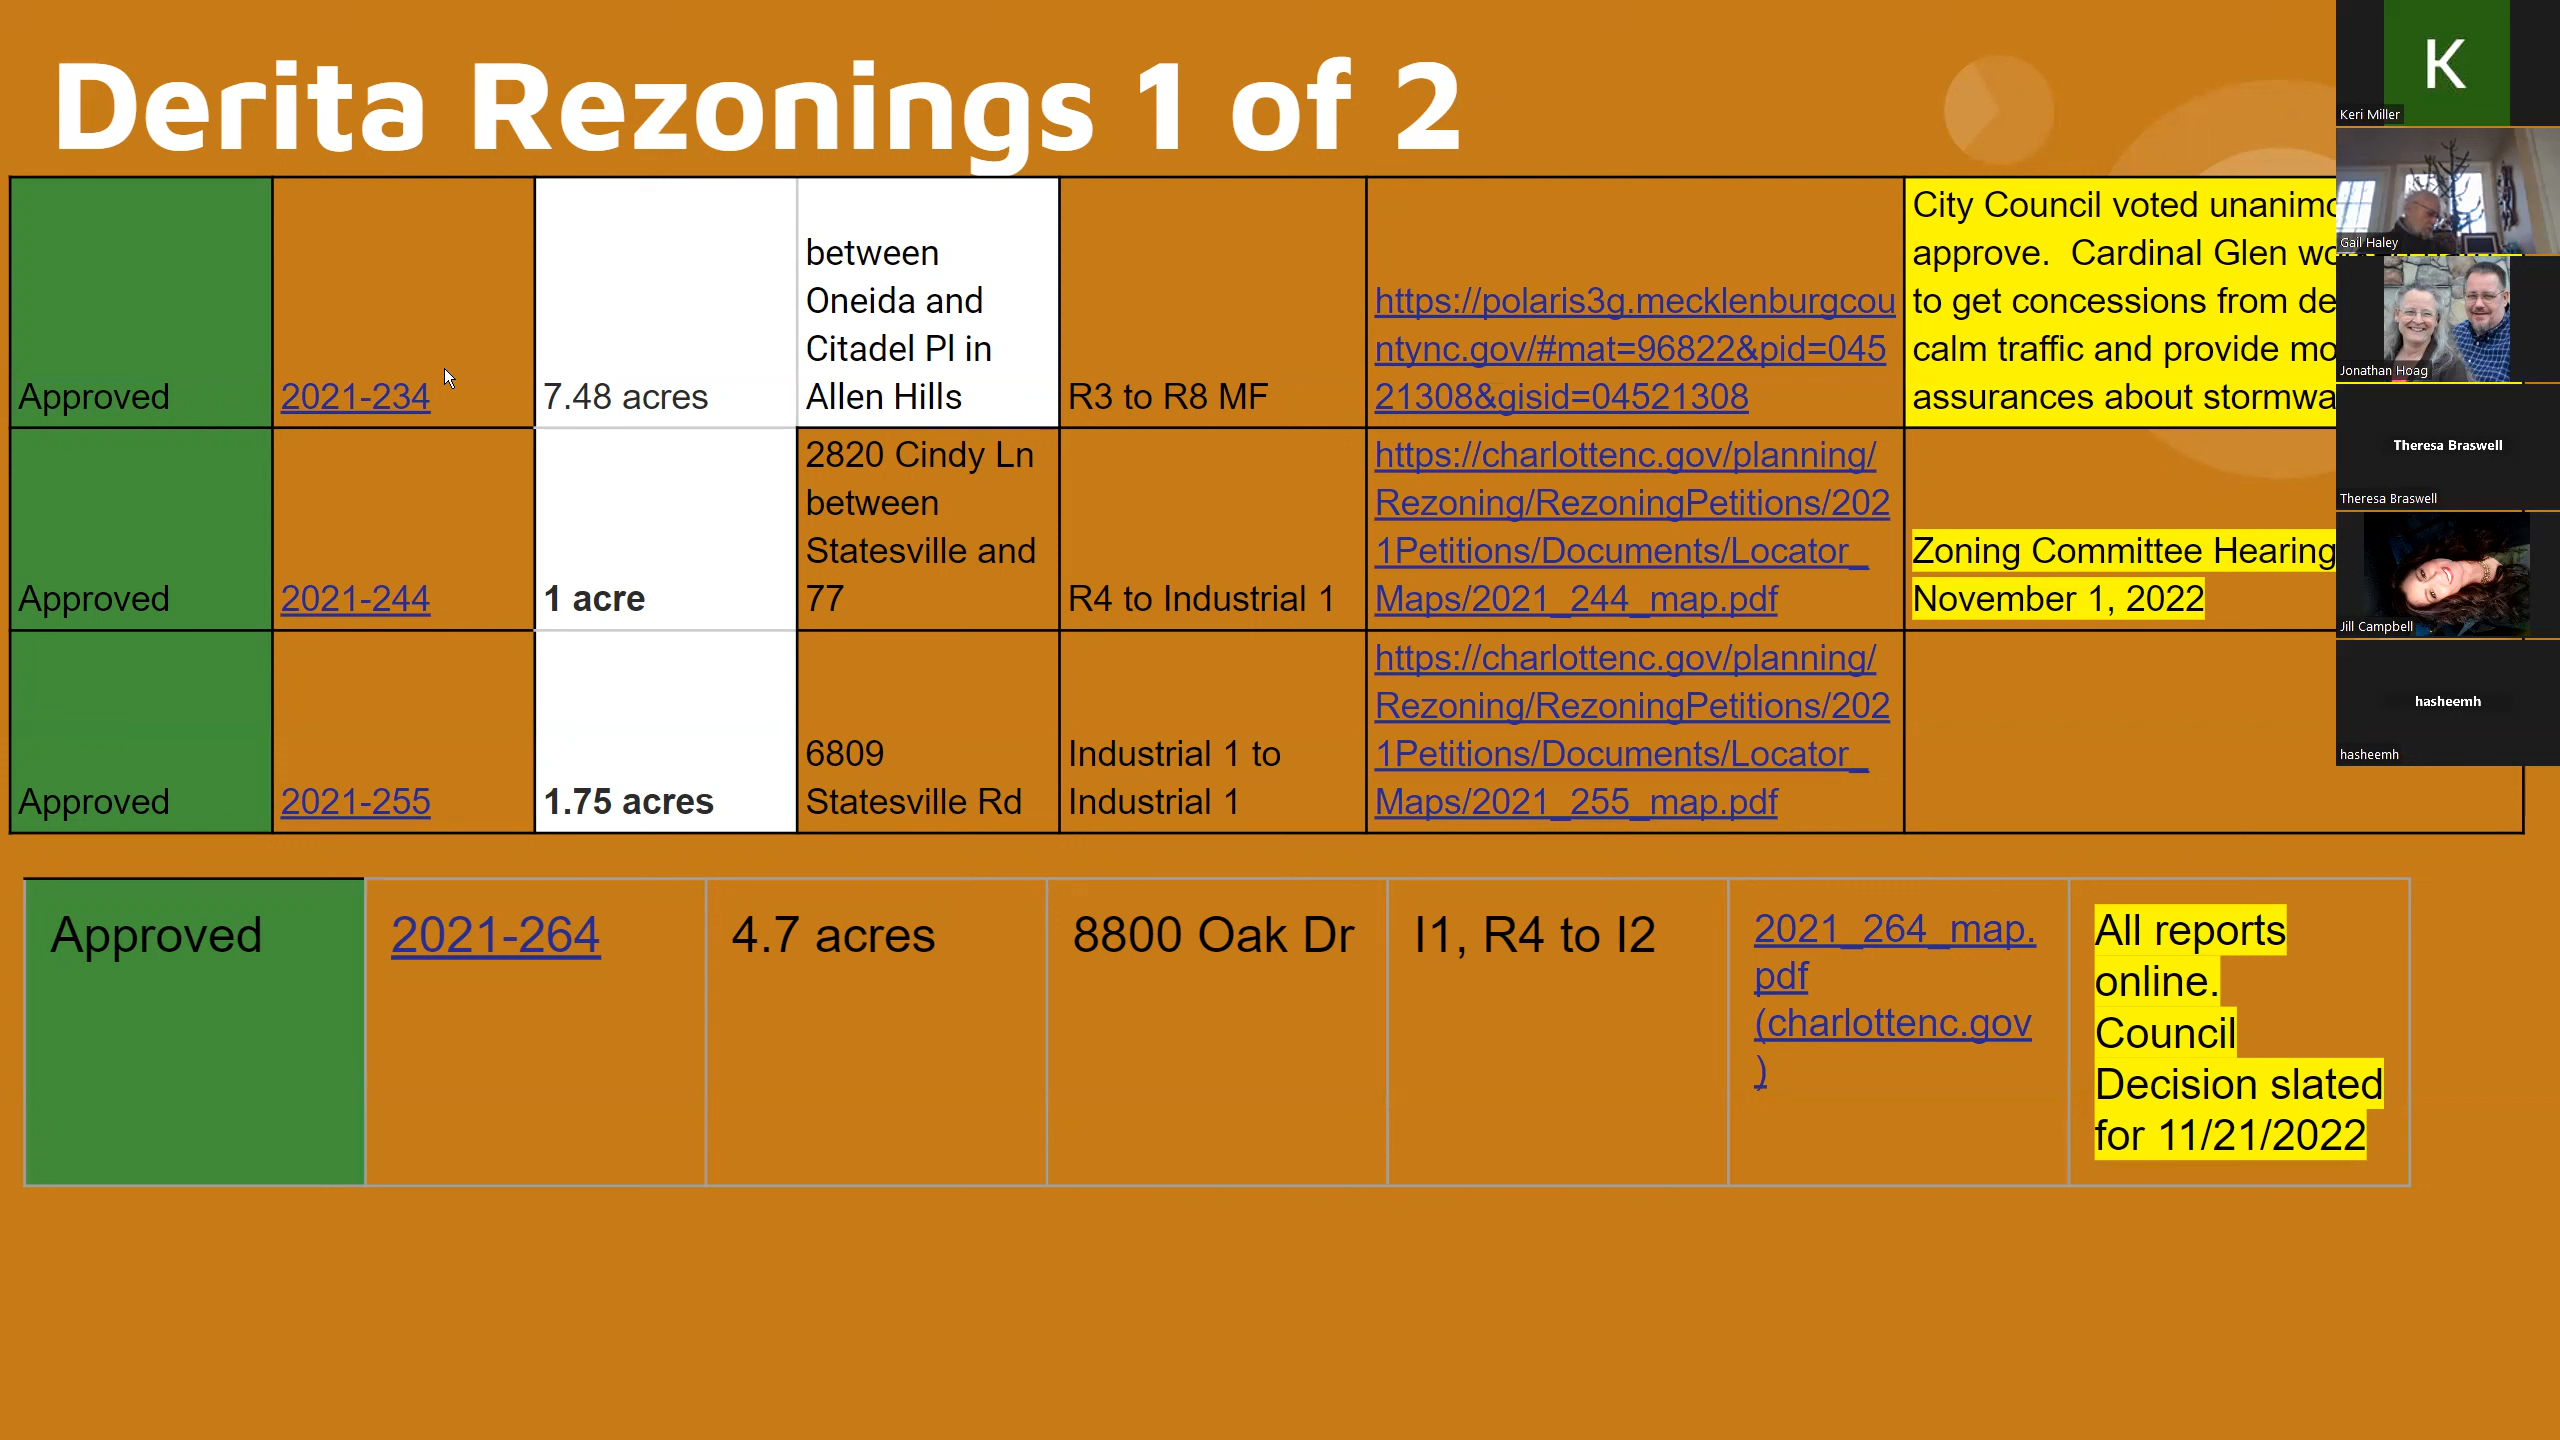 Derita Rezonings 1 of 2
Approved
2021-234
7.48 acres
between
Oneida and
Citadel Pl in
Allen Hills
R3 to R8 MF
https://polaris3g.mecklenburgcou
ntync.gov/#mat=96822&pid=045
21308&gisid=04521308
City Council voted
approve. Cardinal Glen
to get concessions from
calm traffic and provide
assurances about
Approved
2021-244
1 acre
2820 Cindy Ln
between
Statesville and
77
R4 to Industrial 1
https://charlottenc.gov/planning/
Rezoning/RezoningPetitions/202
1Petitions/Documents/Locator_
Maps/2021_244_map.pdf
Zoning Committee Hearing
November 1, 2022
Approved
2021-255
1.75 acres
6809
Statesville Rd
Industrial 1 to
Industrial 1
https://charlottenc.gov/planning/
Rezoning/RezoningPetitions/202
1Petitions/Documents/Locator_
Maps/2021_255_map.pdf
Approved
2021-264
4.7 acres
8800 Oak Dr
I1, R4 to I2
2021_264_map.
pdf
(charlottenc.gov
)
All reports
online.
Council
Decision slated
for 11/21/2022
K
Keri Miller
Gail Haley
Jonathan Hoag
Theresa Braswell
Theresa Braswell
Jill Campbell
hasheemh
hasheemh